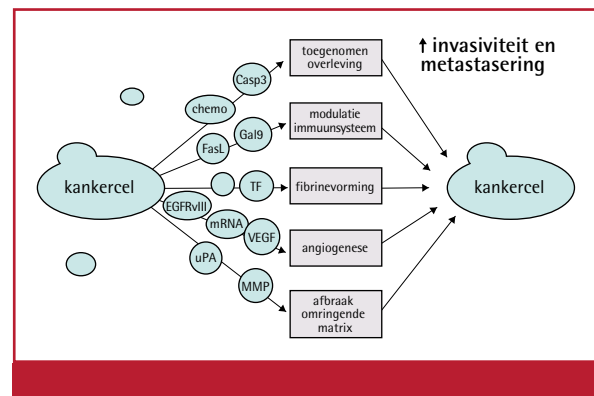 ↑ invasiviteit en
metastasering
toegenomen
overleving
Casp3
chemo
modulatie
immuunsysteem
Gal9
FasL
kankercel
TF
fibrinevorming
kankercel
EGFRvIII
mRNA
VEGF
angiogenese
uPA
MMP
afbraak
omringende
matrix